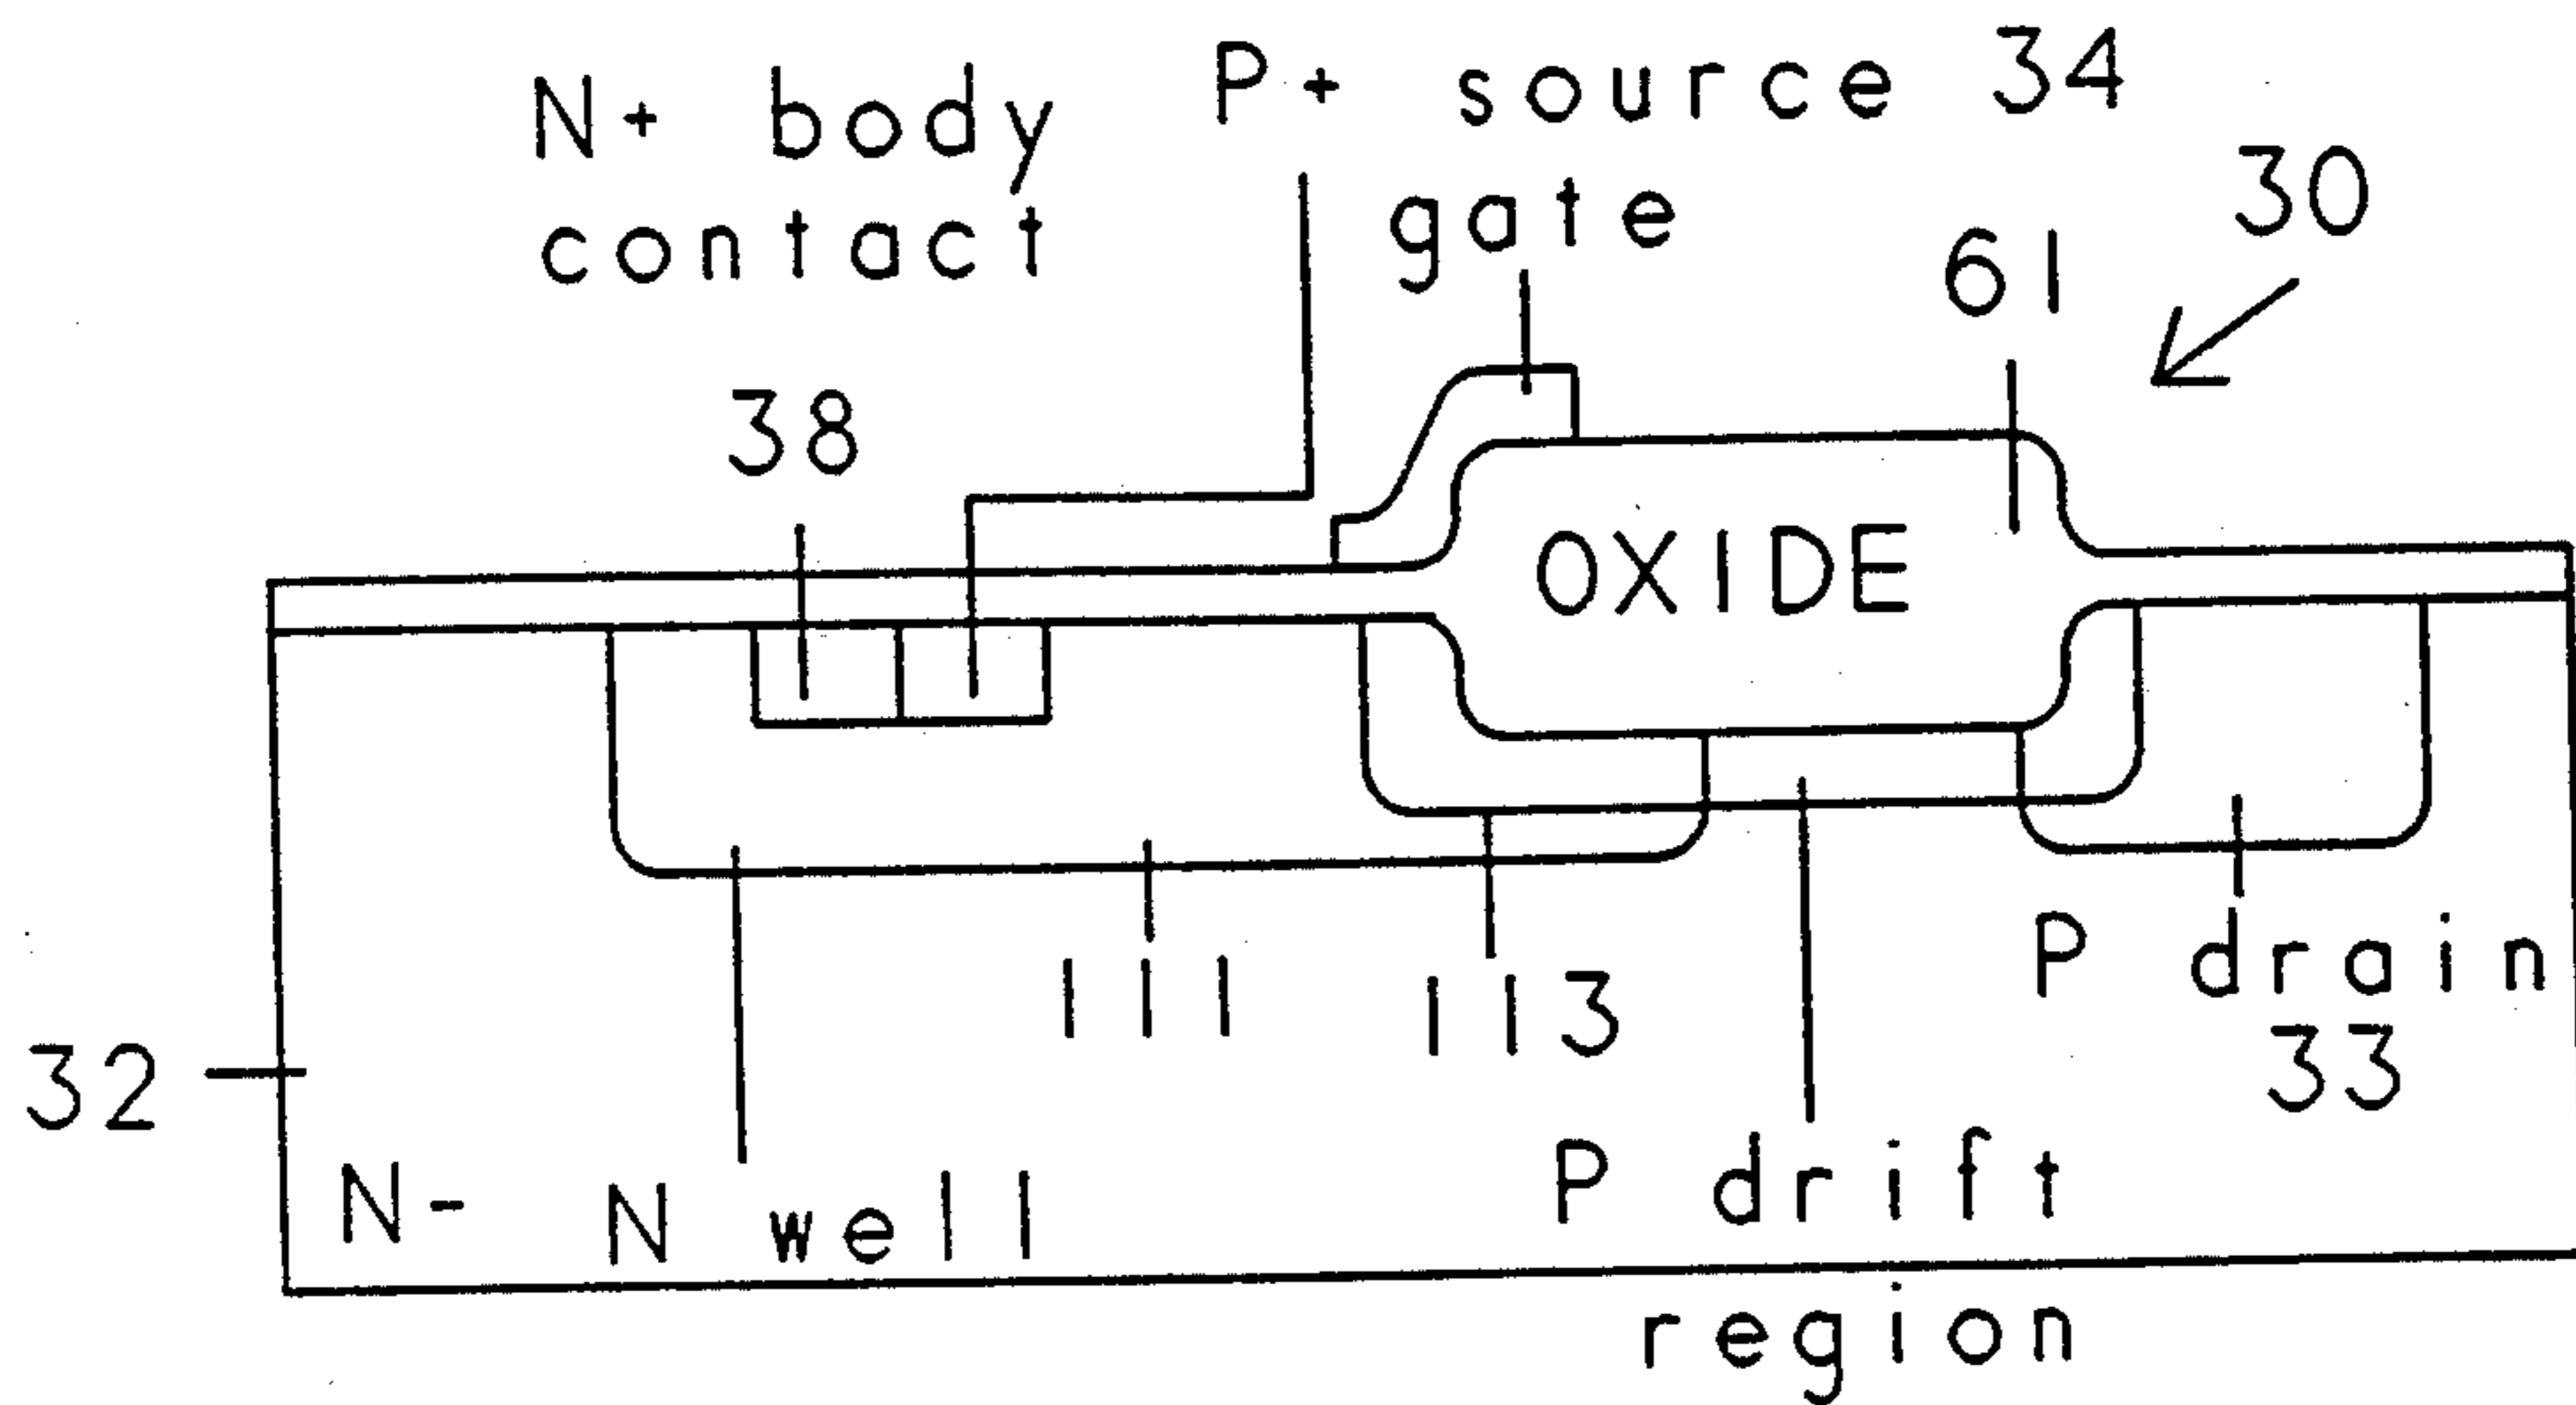 N+ body
contact
P+ source 34
gate
30
61
38
OXIDE
111
113
P drain
33
32
N-
N well
P drift
region